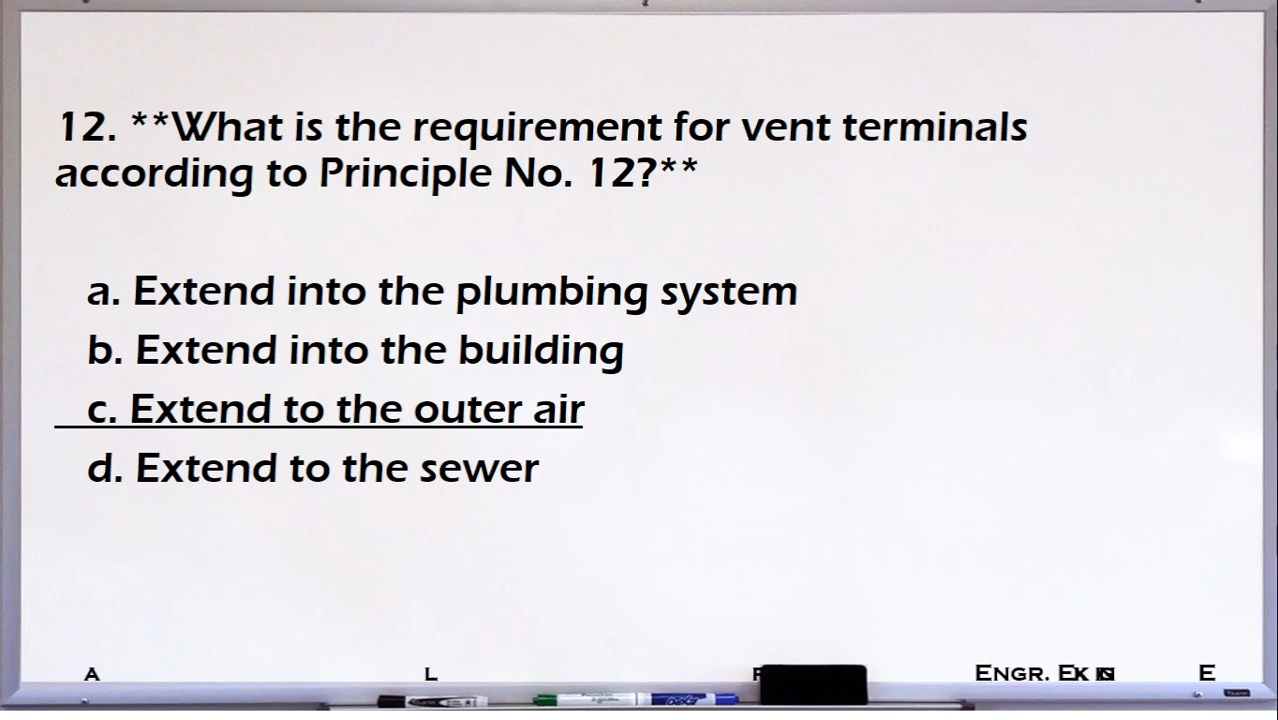 12. **What is the requirement for vent terminals
according to Principle No. 12?**
a. Extend into the plumbing system
b. Extend into the building
c. Extend to the outer air
d. Extend to the sewer
A L ENGR. E